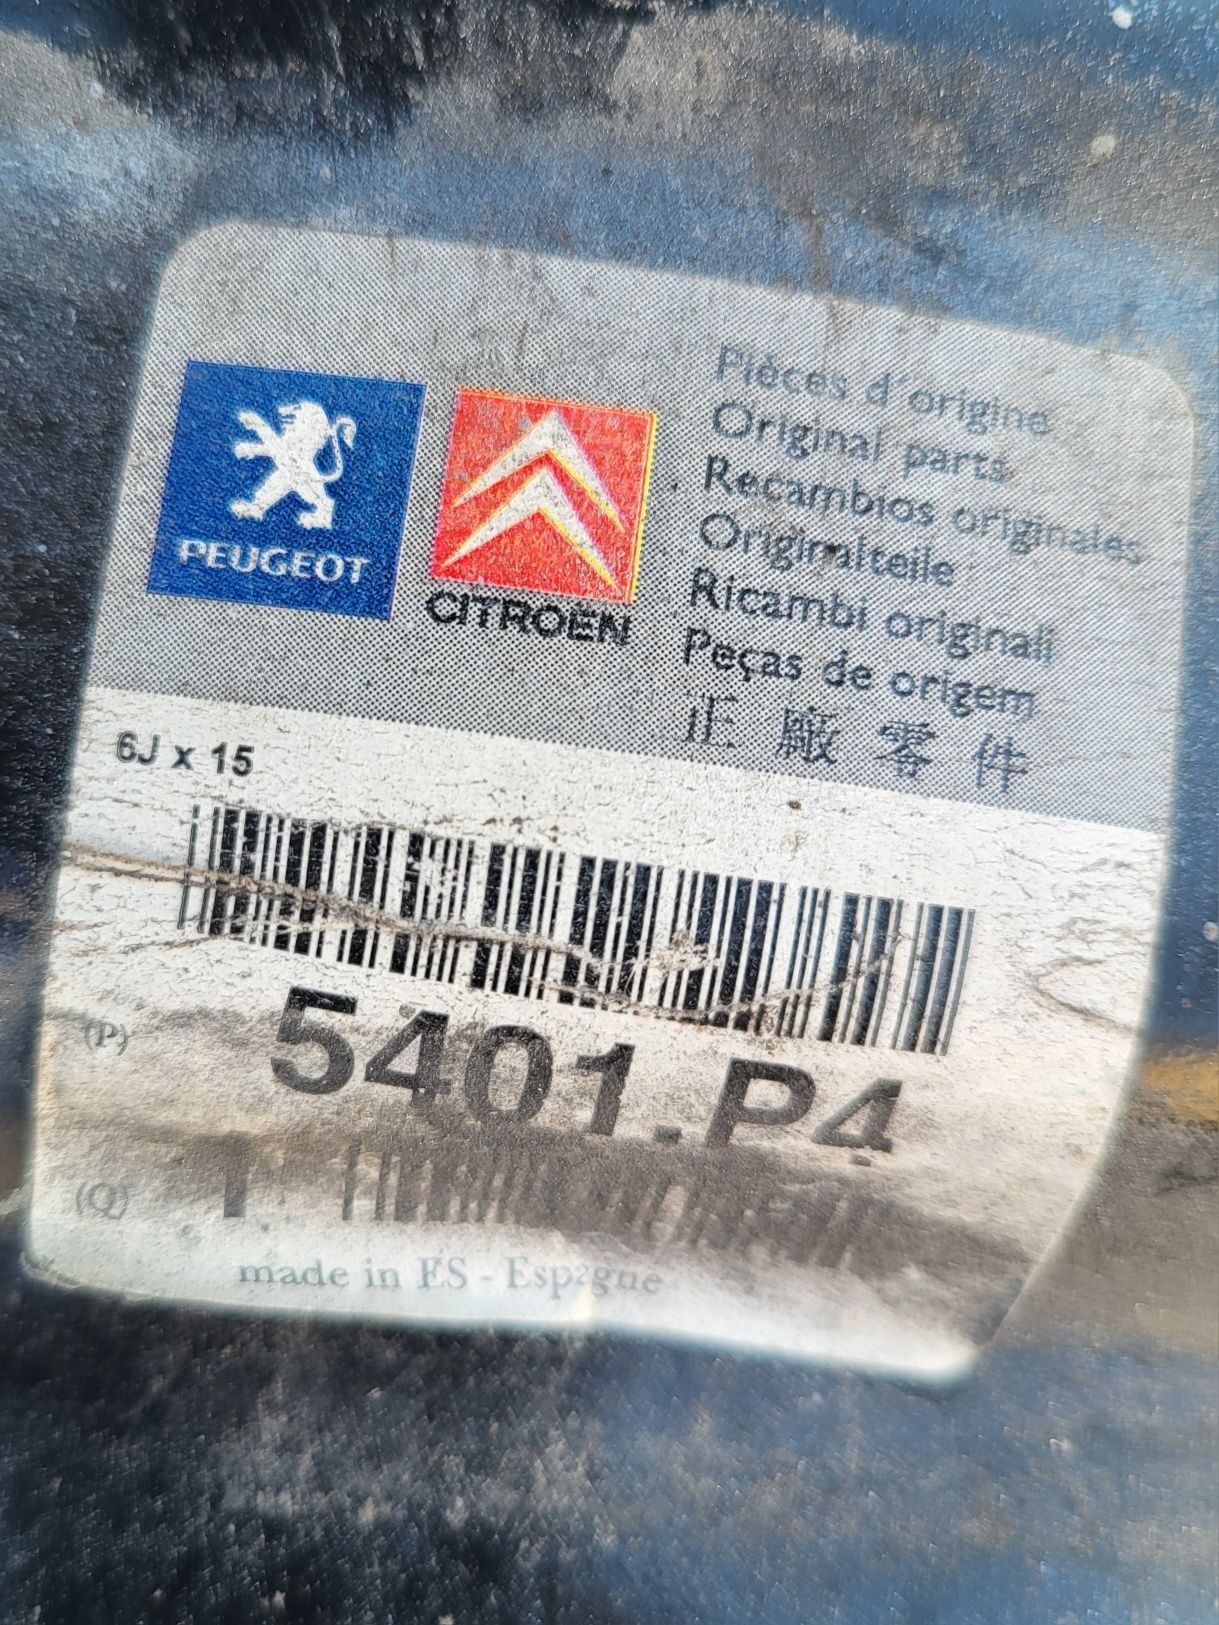 PEUGEOT
CITROËN
Pièces d'origine
Original parts
Recambios originales
Originalteile
Ricambi originali
Peças de origem
正廠零件
6J x 15
(P)
5401.P4
(Q) 1
made in ES - Espagne